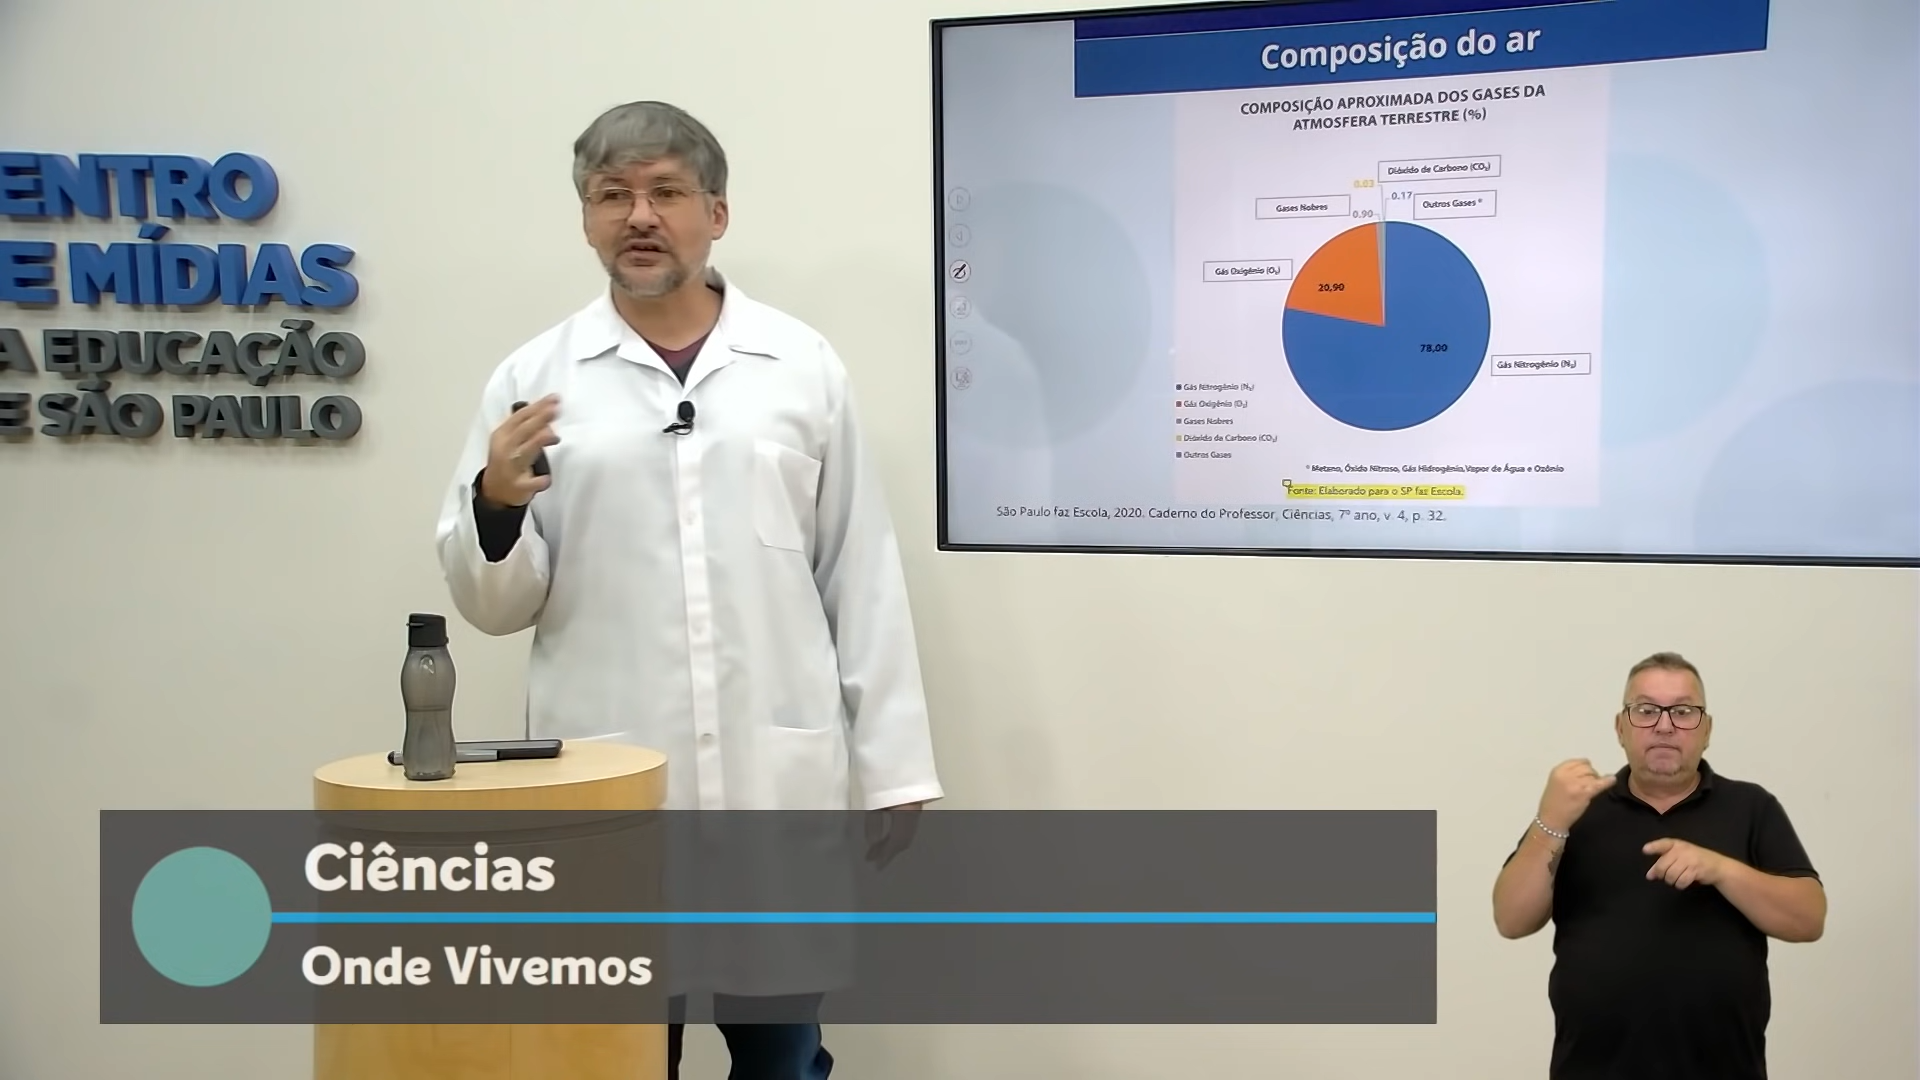 ENTRO
E MÍDIAS
A EDUCAÇÃO
E SÃO PAULO
Composição do ar
COMPOSIÇÃO APROXIMADA DOS GASES DA
ATMOSFERA TERRESTRE (%)
Dióxido de Carbono (CO₂)
0.03
0.17
Outros Gases *
Gases Nobres
0.90
Gás Oxigênio (O₂)
20,90
78,00
Gás Nitrogênio (N₂)
Gás Nitrogênio (N₂)
Gás Oxigênio (O₂)
Gases Nobres
Dióxido de Carbono (CO₂)
Outros Gases
* Metano, Óxido Nitroso, Gás Hidrogênio, Vapor de Água e Ozônio
Fonte: Elaborado para o SP faz Escola.
São Paulo faz Escola, 2020. Caderno do Professor, Ciências, 7º ano, v. 4, p. 32.
Ciências
Onde Vivemos